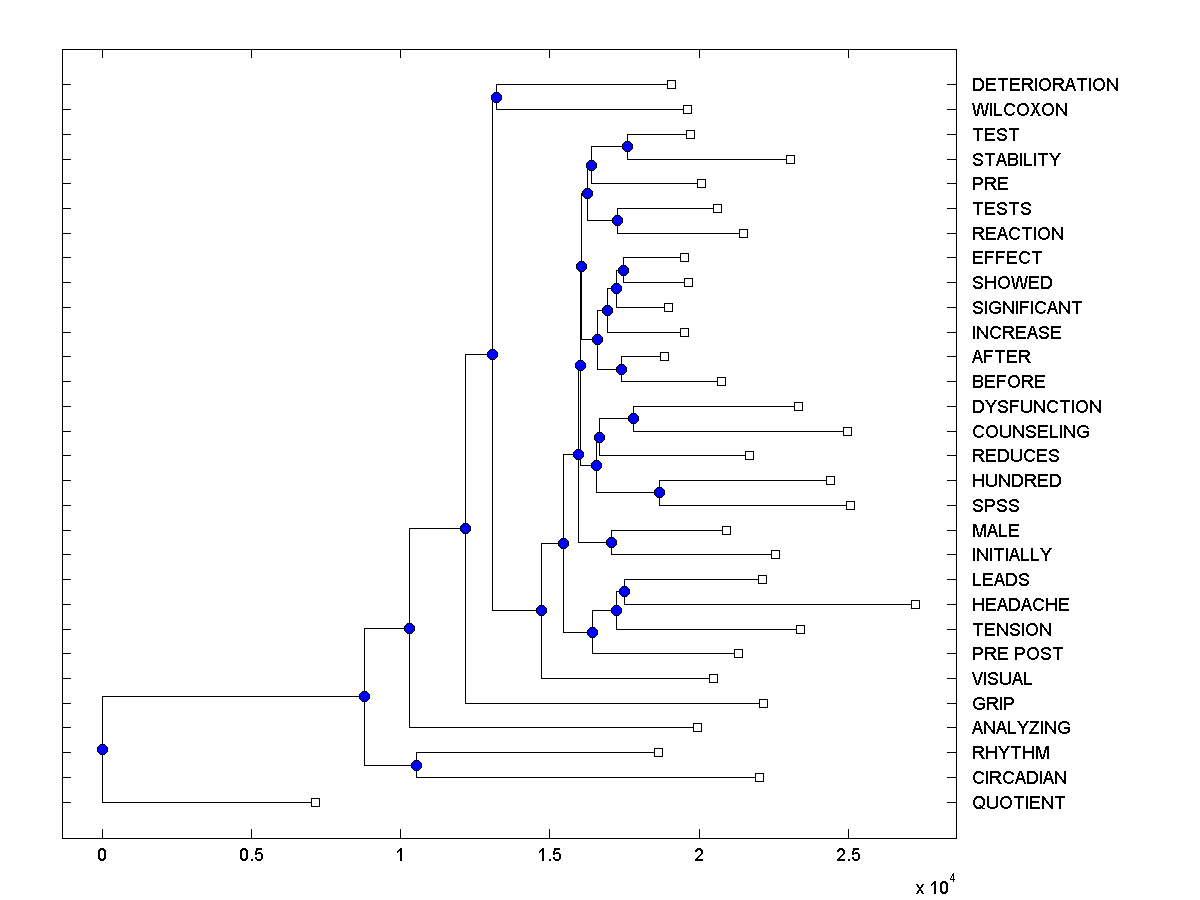 DETERIORATION
WILCOXON
TEST
STABILITY
PRE
TESTS
REACTION
EFFECT
SHOWED
SIGNIFICANT
INCREASE
AFTER
BEFORE
DYSFUNCTION
COUNSELING
REDUCES
HUNDRED
SPSS
MALE
INITIALLY
LEADS
HEADACHE
TENSION
PRE POST
VISUAL
GRIP
ANALYZING
RHYTHM
CIRCADIAN
QUOTIENT
0 0.5 1 1.5 2 2.5
x 10^4